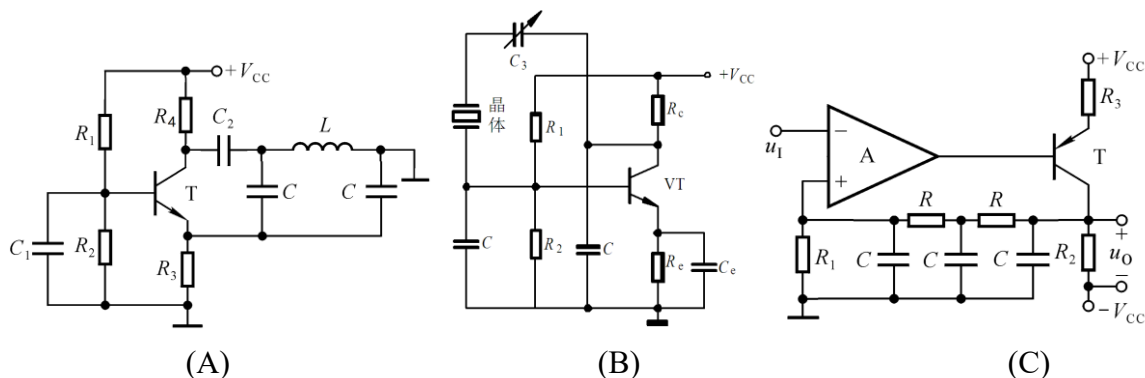 +V_CC
R_1
R_4
C_2
L
T
C
C
C_1
R_2
R_3
(A)
C_3
+V_CC
晶
体
R_1
R_c
VT
C
R_2
C
R_e
C_e
(B)
+V_CC
R_3
u_I
−
A
+
T
R
R
R_1
C
C
C
R_2
+
u_O
−
−V_CC
(C)